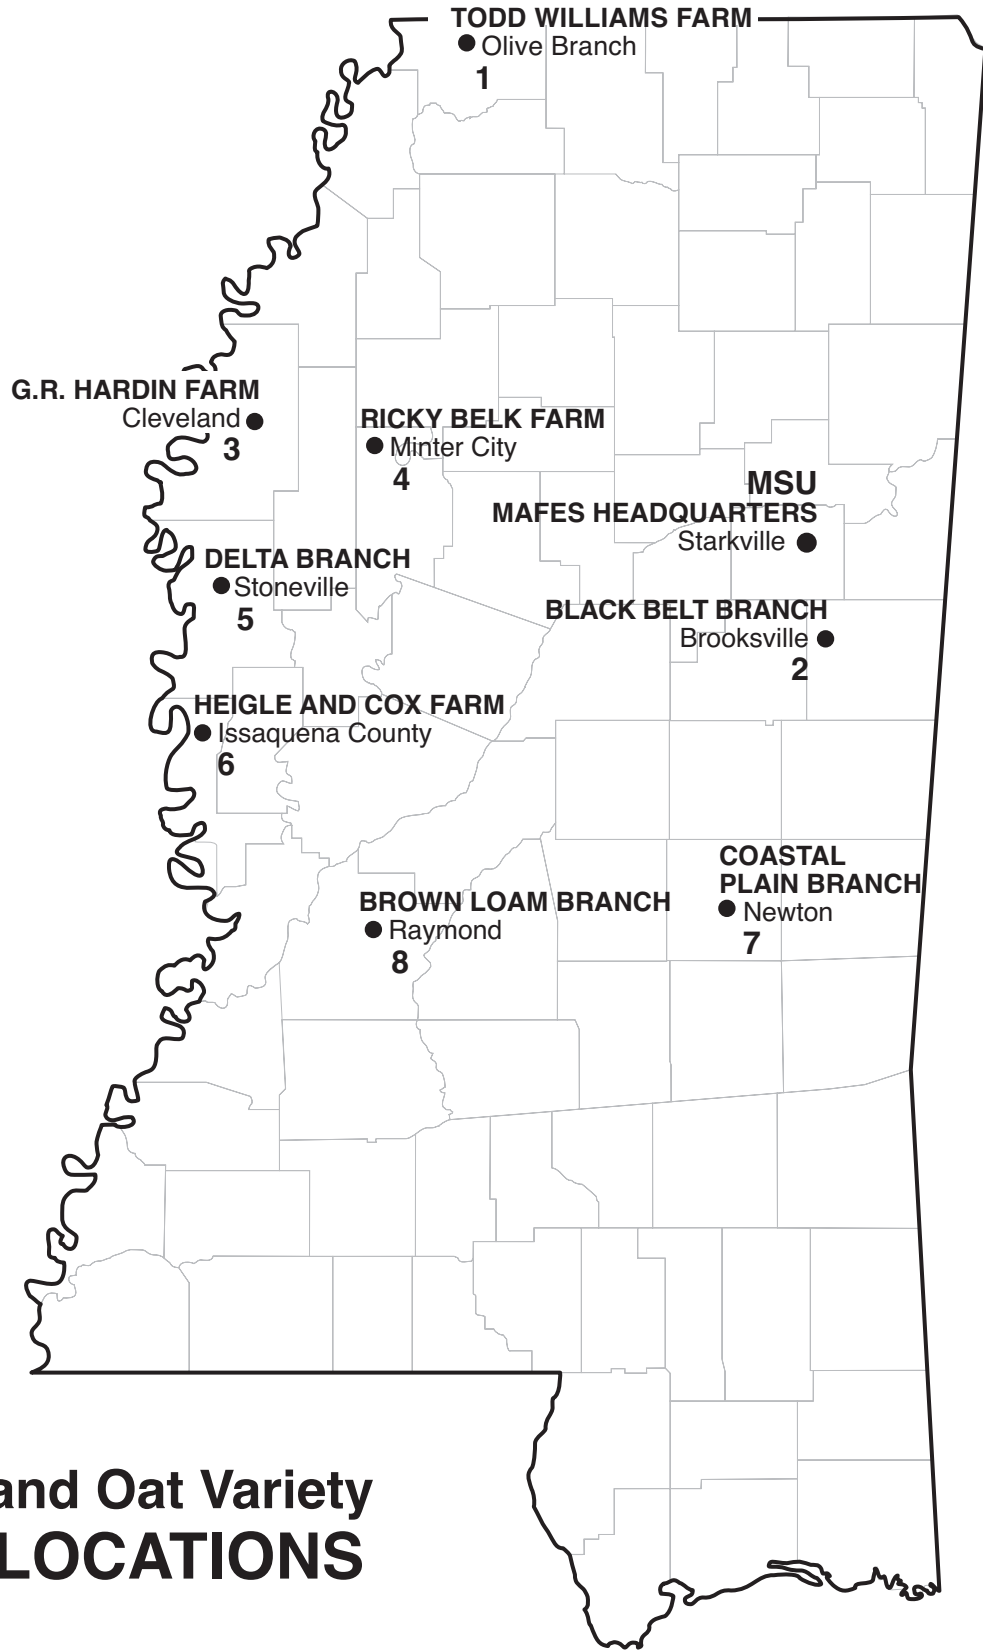 TODD WILLIAMS FARM
Olive Branch
1
G.R. HARDIN FARM
Cleveland
3
RICKY BELK FARM
Minter City
4
MSU
MAFES HEADQUARTERS
Starkville
DELTA BRANCH
Stoneville
5
BLACK BELT BRANCH
Brooksville
2
HEIGLE AND COX FARM
Issaquena County
6
COASTAL
PLAIN BRANCH
Newton
7
BROWN LOAM BRANCH
Raymond
8
and Oat Variety
LOCATIONS